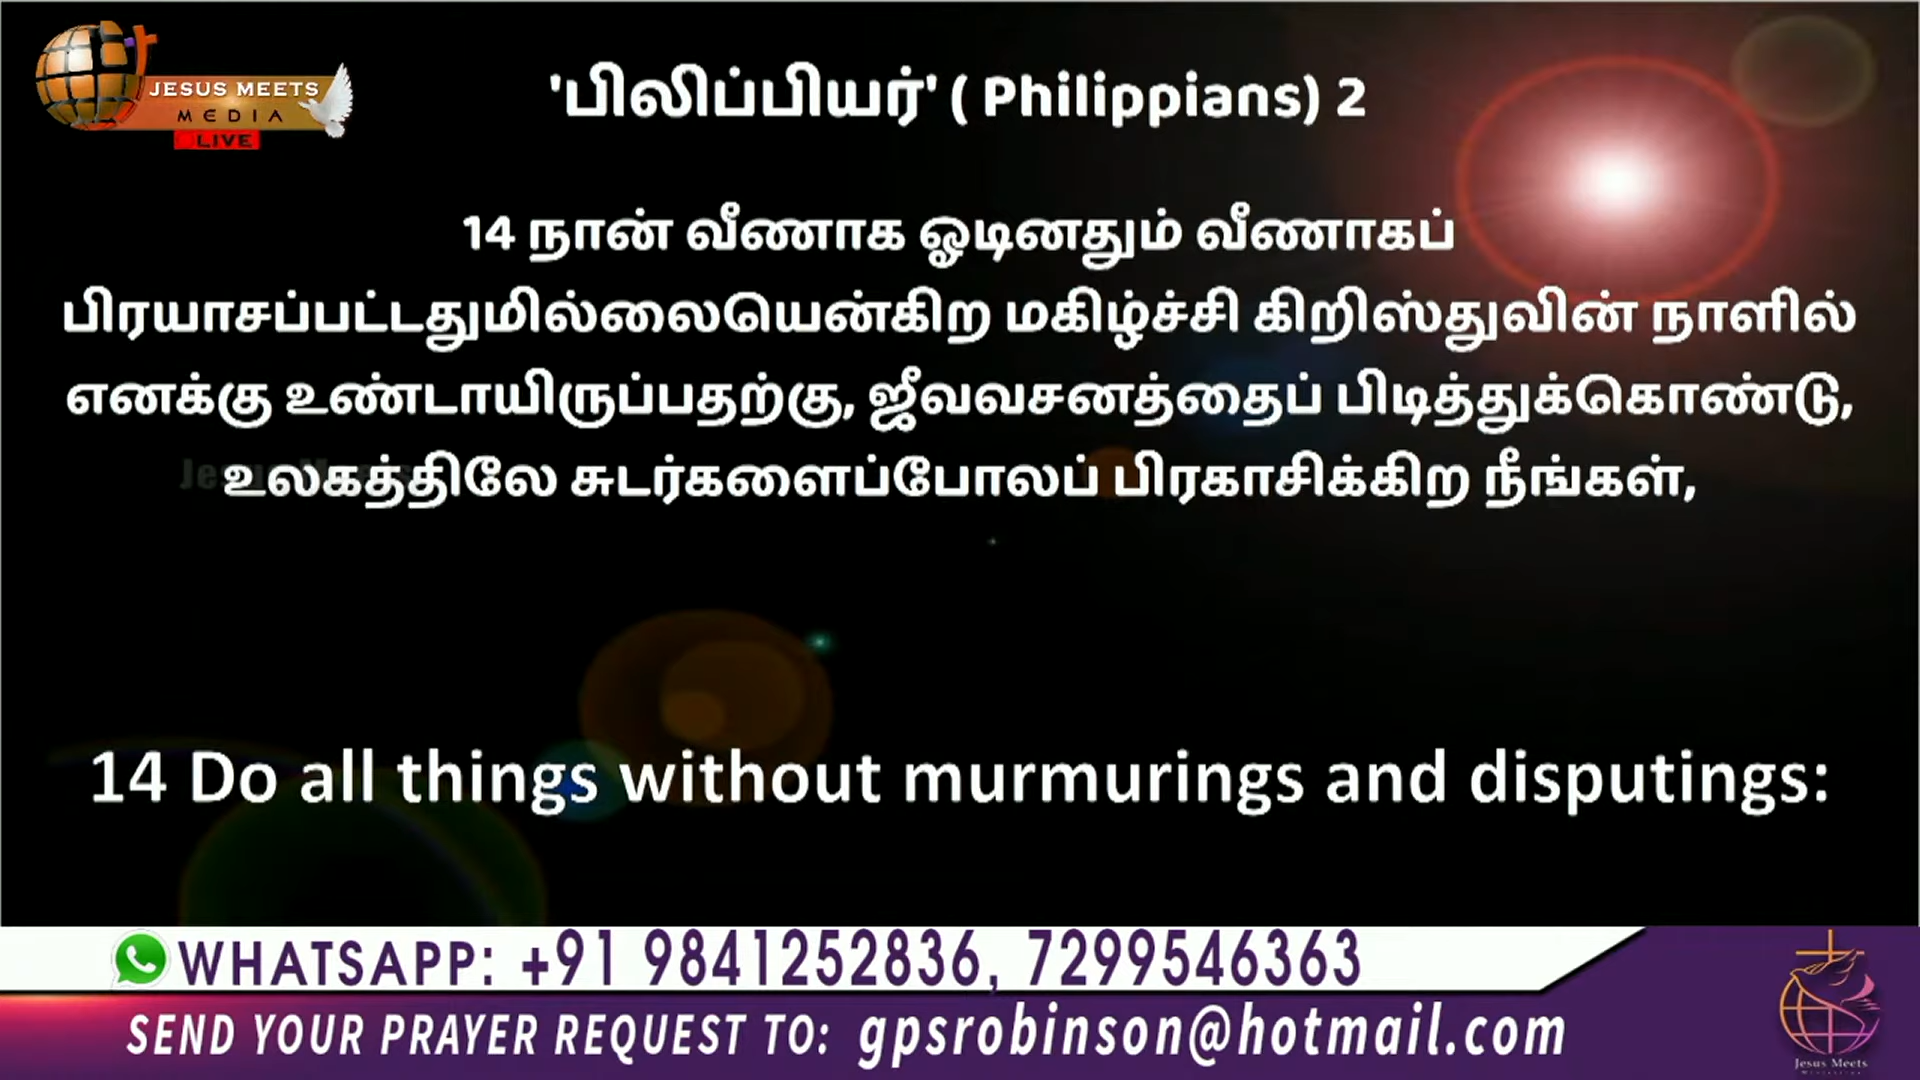 JESUS MEETS
MEDIA
LIVE
'பிலிப்பியர்' ( Philippians) 2
14 நான் வீணாக ஓடினதும் வீணாகப்
பிரயாசப்பட்டதுமில்லையென்கிற மகிழ்ச்சி கிறிஸ்துவின் நாளில்
எனக்கு உண்டாயிருப்பதற்கு, ஜீவவசனத்தைப் பிடித்துக்கொண்டு,
உலகத்திலே சுடர்களைப்போலப் பிரகாசிக்கிற நீங்கள்,
14 Do all things without murmurings and disputings:
WHATSAPP: +91 9841252836, 7299546363
SEND YOUR PRAYER REQUEST TO: gpsrobinson@hotmail.com
Jesus Meets